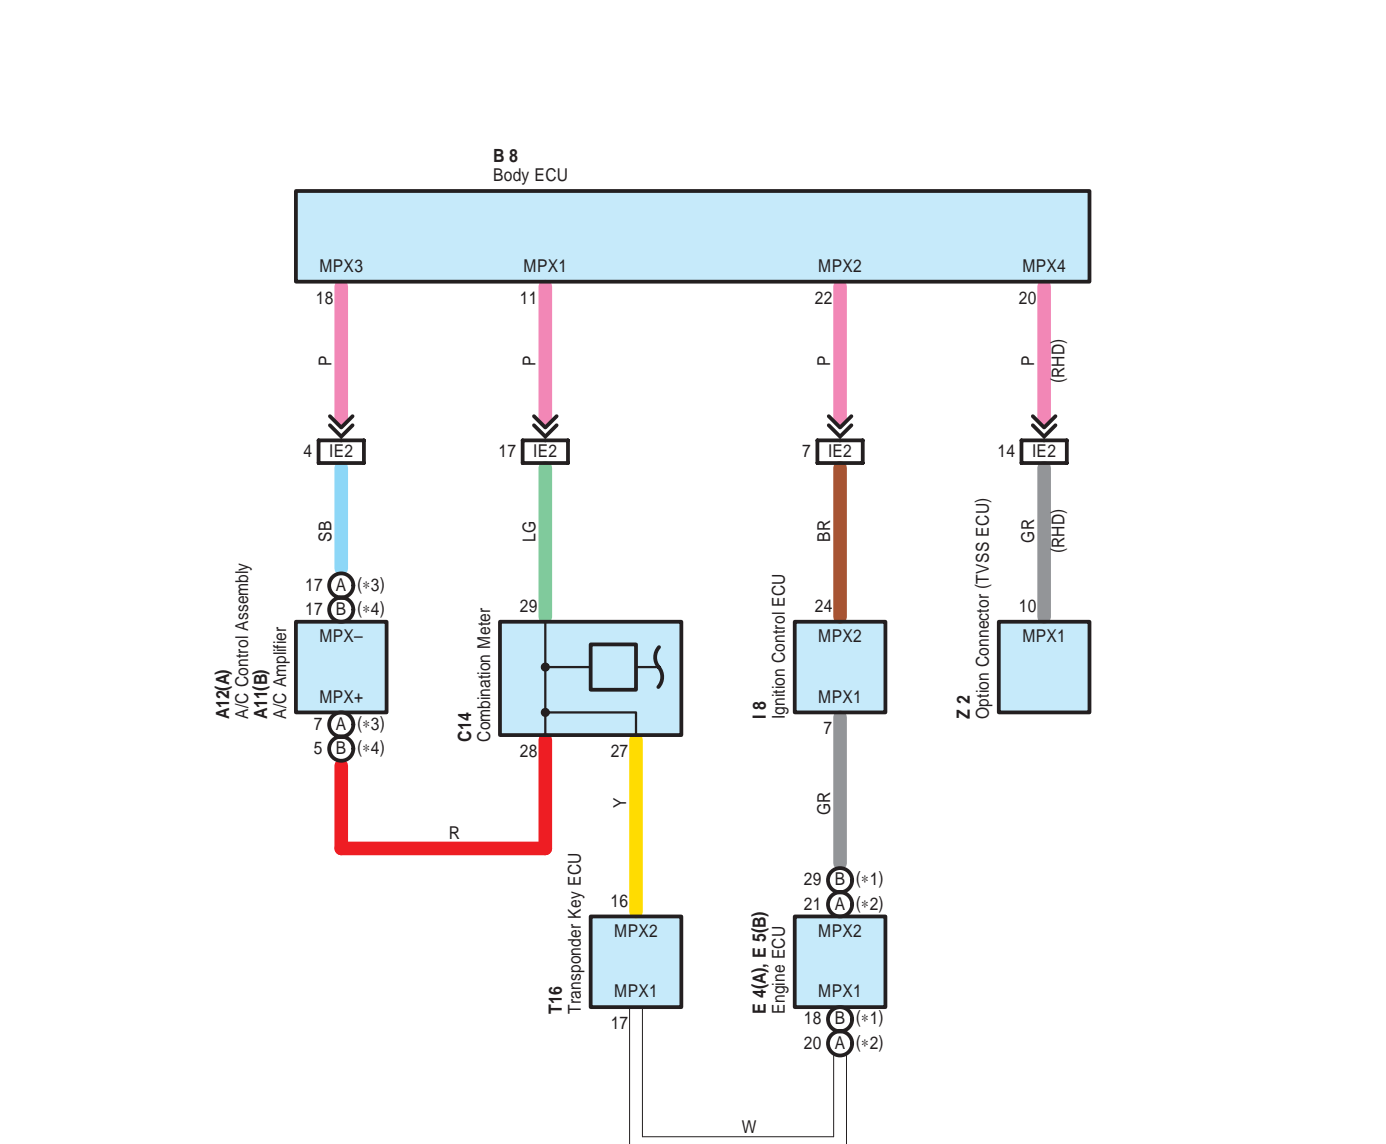 B 8
Body ECU
MPX3
MPX1
MPX2
MPX4
18
11
22
20
P
P
P
P
(RHD)
4
IE2
17
IE2
7
IE2
14
IE2
SB
LG
BR
GR
(RHD)
17
A
(*3)
17
B
(*4)
29
24
10
MPX–
MPX+
MPX2
MPX1
MPX1
A12(A)
A/C Control Assembly
A11(B)
A/C Amplifier
C14
Combination Meter
I 8
Ignition Control ECU
Z 2
Option Connector (TVSS ECU)
7
A
(*3)
5
B
(*4)
28
27
7
R
Y
GR
29
B
(*1)
21
A
(*2)
16
MPX2
MPX1
MPX2
MPX1
T16
Transponder Key ECU
E 4(A), E 5(B)
Engine ECU
17
18
B
(*1)
20
A
(*2)
W